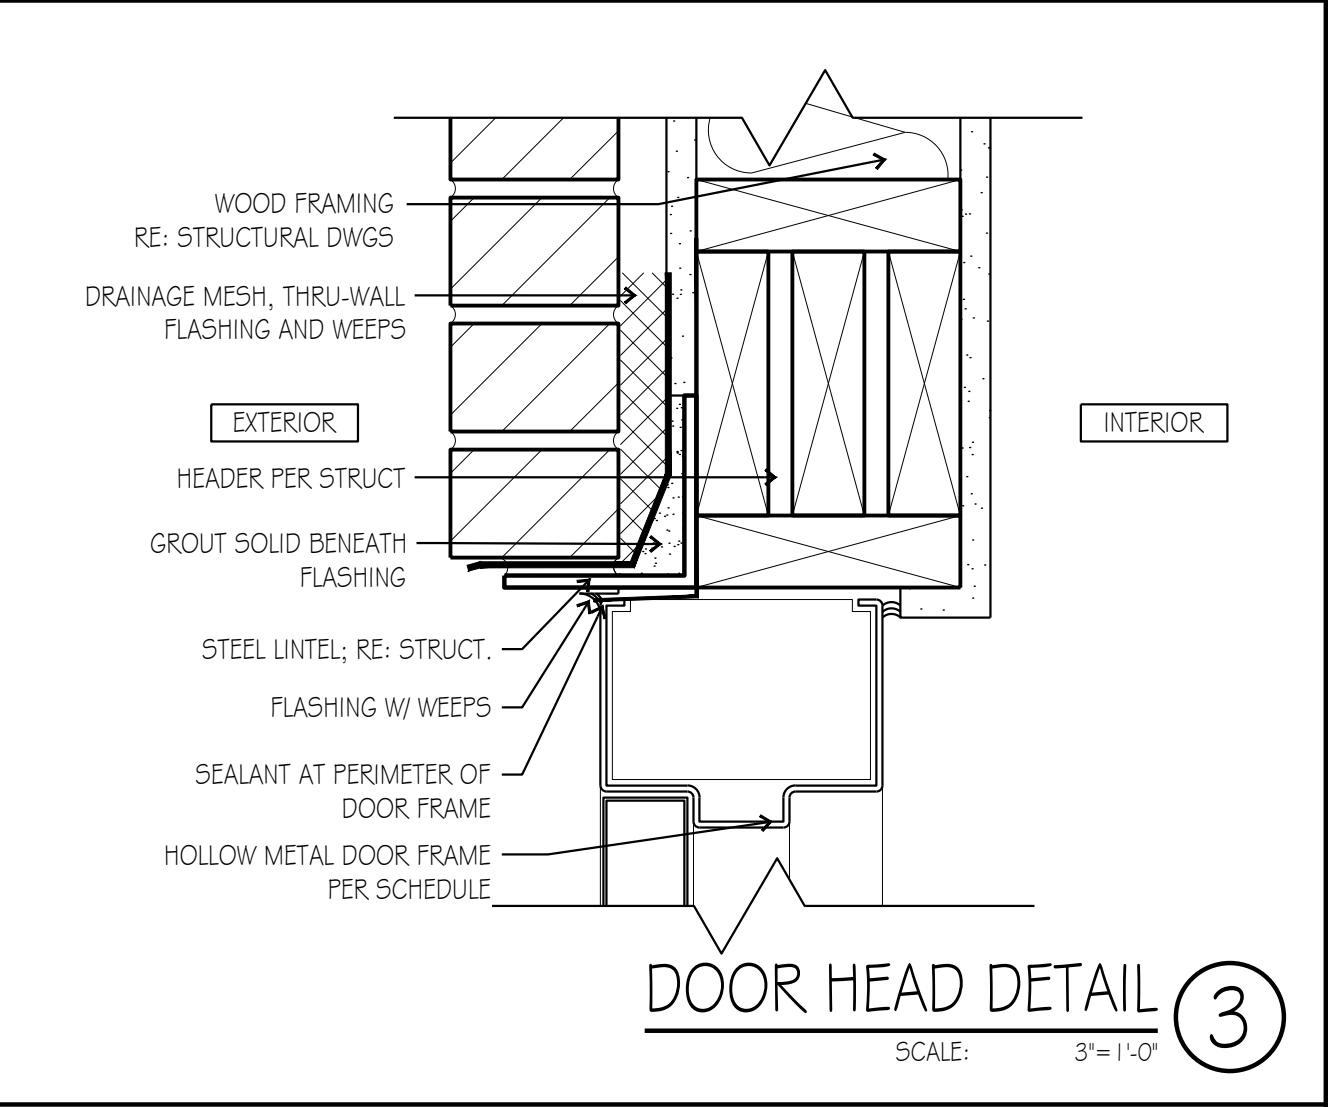 WOOD FRAMING
RE: STRUCTURAL DWGS
DRAINAGE MESH, THRU-WALL
FLASHING AND WEEPS
EXTERIOR
INTERIOR
HEADER PER STRUCT
GROUT SOLID BENEATH
FLASHING
STEEL LINTEL; RE: STRUCT.
FLASHING W/ WEEPS
SEALANT AT PERIMETER OF
DOOR FRAME
HOLLOW METAL DOOR FRAME
PER SCHEDULE
DOOR HEAD DETAIL
3
SCALE: 3"=1'-0"